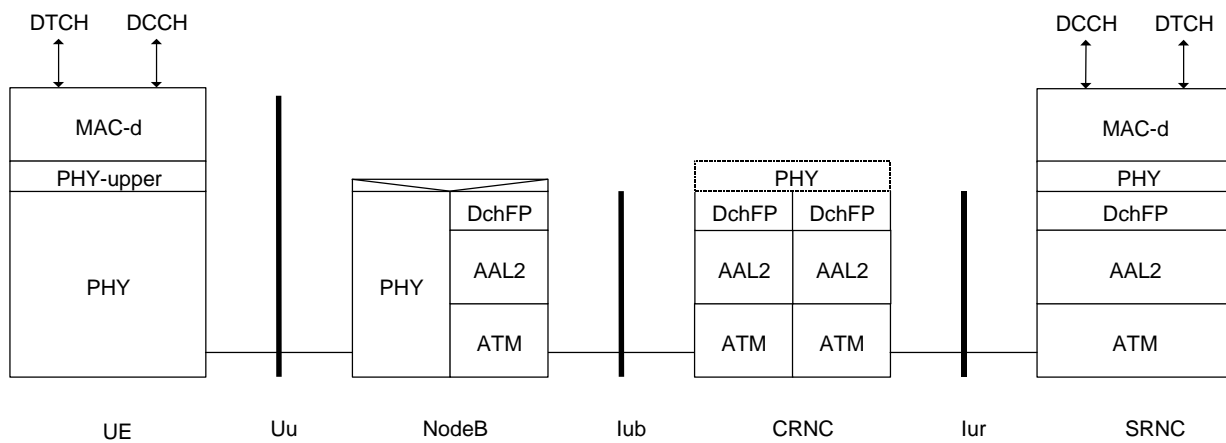 DTCH DCCH DCCH DTCH
MAC-d MAC-d
PHY-upper PHY PHY
DchFP DchFP DchFP DchFP
PHY PHY AAL2 AAL2 AAL2 AAL2
ATM ATM ATM ATM
UE Uu NodeB Iub CRNC Iur SRNC